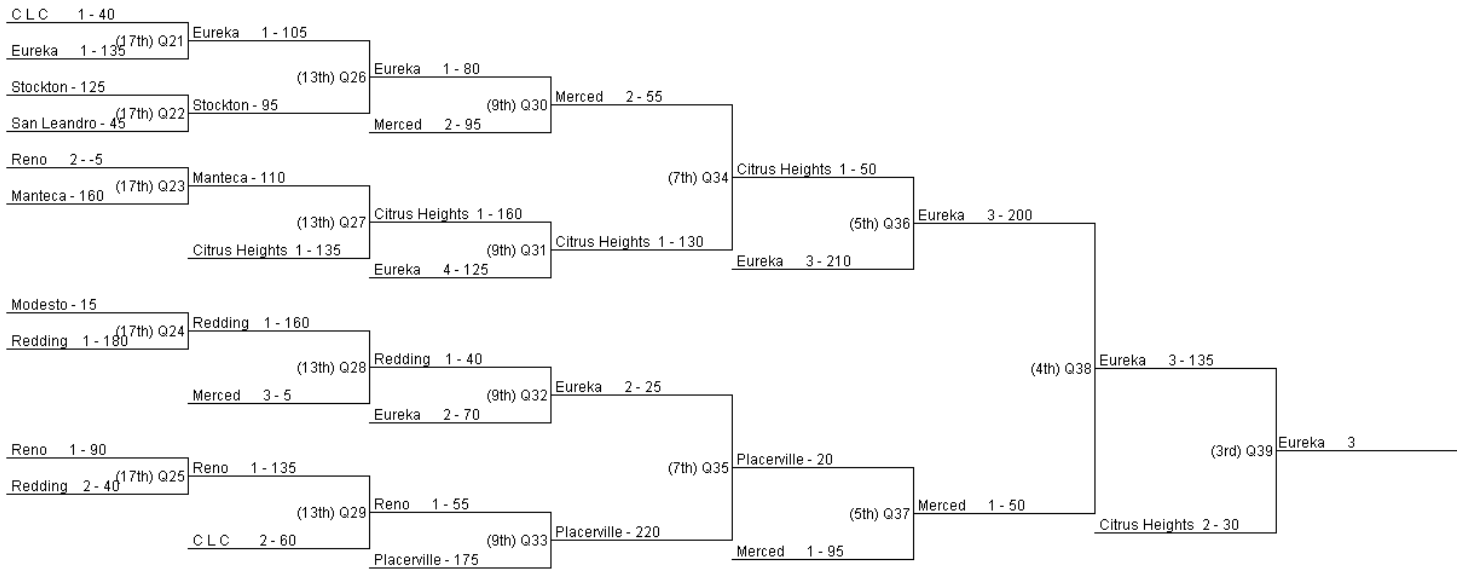 C L C 1 - 40
Eureka 1 - 135
(17th) Q21
Stockton - 125
San Leandro - 45
(17th) Q22
Reno 2 - -5
Manteca - 160
(17th) Q23
Modesto - 15
Redding 1 - 180
(17th) Q24
Reno 1 - 90
Redding 2 - 40
(17th) Q25
Eureka 1 - 105
Stockton - 95
(13th) Q26
Manteca - 110
Citrus Heights 1 - 135
(13th) Q27
Redding 1 - 160
Merced 3 - 5
(13th) Q28
Reno 1 - 135
C L C 2 - 60
(13th) Q29
Eureka 1 - 80
Merced 2 - 95
(9th) Q30
Citrus Heights 1 - 160
Eureka 4 - 125
(9th) Q31
Redding 1 - 40
Eureka 2 - 70
(9th) Q32
Reno 1 - 55
Placerville - 175
(9th) Q33
Merced 2 - 55
Citrus Heights 1 - 130
(7th) Q34
Eureka 2 - 25
Placerville - 220
(7th) Q35
Citrus Heights 1 - 50
Eureka 3 - 210
(5th) Q36
Placerville - 20
Merced 1 - 95
(5th) Q37
Eureka 3 - 200
Merced 1 - 50
(4th) Q38
Eureka 3 - 135
Citrus Heights 2 - 30
(3rd) Q39
Eureka 3